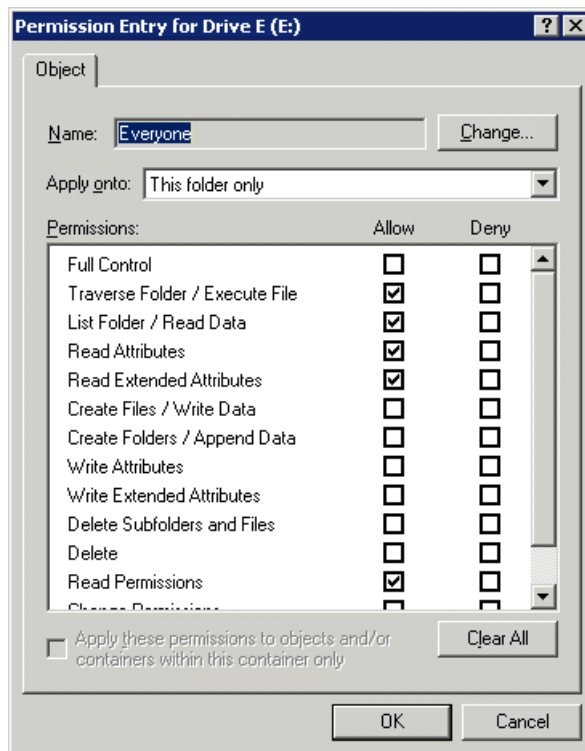 Permission Entry for Drive E (E:)
Object
Name: Everyone Change...
Apply onto: This folder only
Permissions: Allow Deny
Full Control
Traverse Folder / Execute File
List Folder / Read Data
Read Attributes
Read Extended Attributes
Create Files / Write Data
Create Folders / Append Data
Write Attributes
Write Extended Attributes
Delete Subfolders and Files
Delete
Read Permissions
Change Permissions
Apply these permissions to objects and/or
containers within this container only
Clear All
OK Cancel